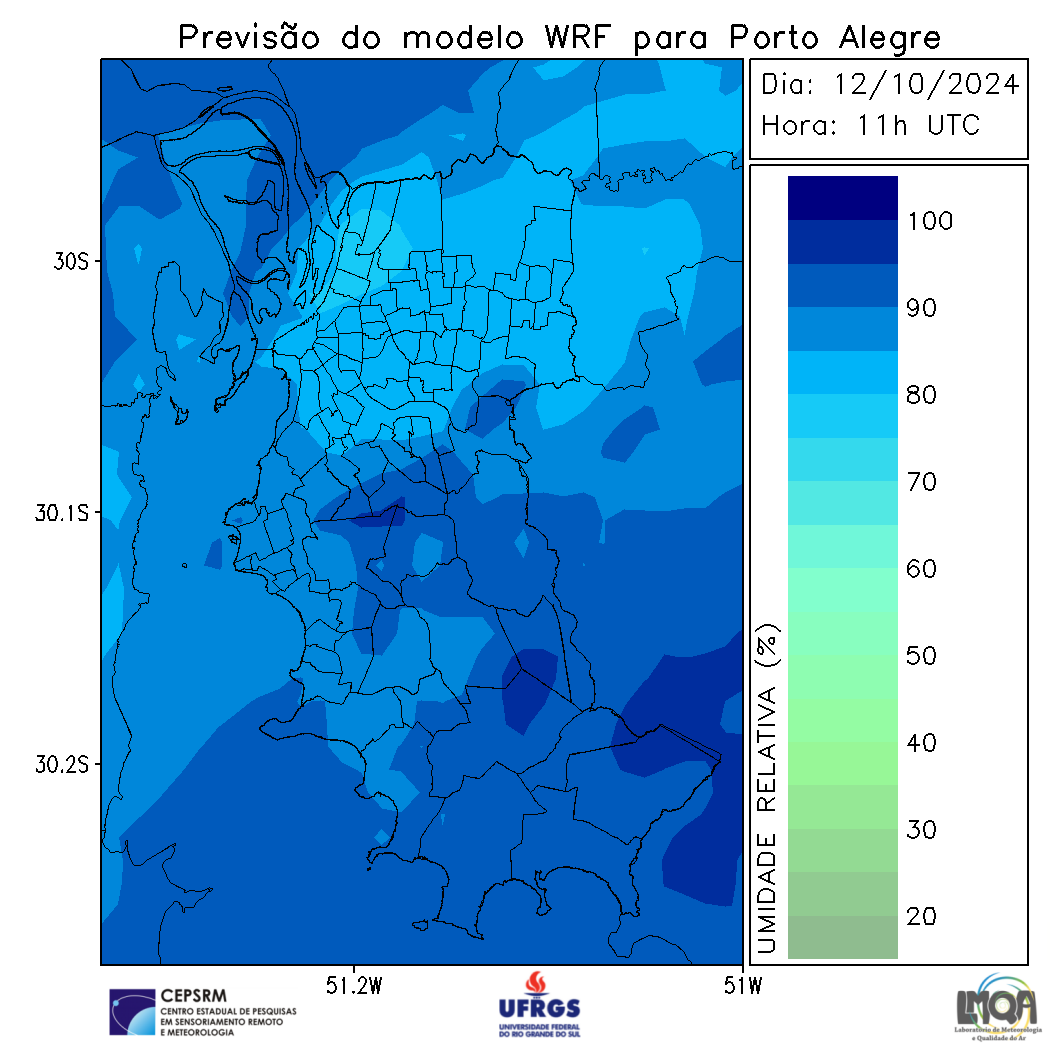 Previsão do modelo WRF para Porto Alegre
Dia: 12/10/2024
Hora: 11h UTC
30S
30.1S
30.2S
51.2W
51W
UMIDADE RELATIVA (%)
100
90
80
70
60
50
40
30
20
CEPSRM
CENTRO ESTADUAL DE PESQUISAS
EM SENSORIAMENTO REMOTO
E METEOROLOGIA
UFRGS
UNIVERSIDADE FEDERAL
DO RIO GRANDE DO SUL
LMQA
Laboratório de Meteorologia
e Qualidade do Ar